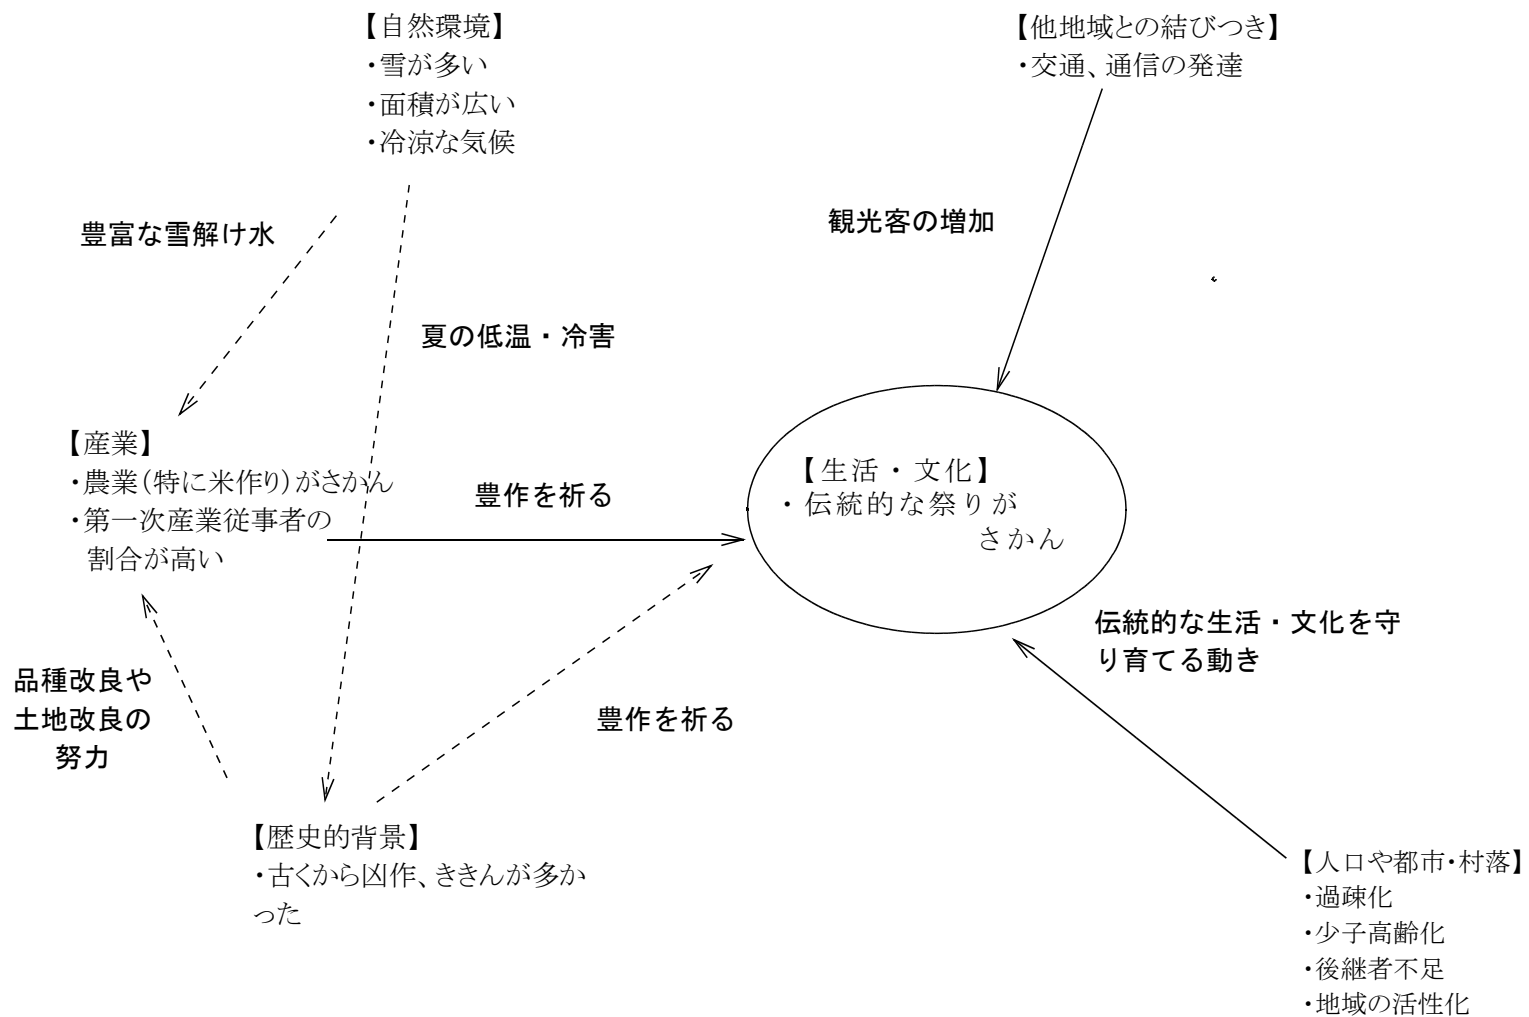 【自然環境】
・雪が多い
・面積が広い
・冷涼な気候
【他地域との結びつき】
・交通、通信の発達
豊富な雪解け水
観光客の増加
夏の低温・冷害
【産業】
・農業(特に米作り)がさかん
・第一次産業従事者の
割合が高い
豊作を祈る
【生活・文化】
・伝統的な祭りが
さかん
伝統的な生活・文化を守
り育てる動き
品種改良や
土地改良の
努力
豊作を祈る
【歴史的背景】
・古くから凶作、ききんが多か
った
【人口や都市・村落】
・過疎化
・少子高齢化
・後継者不足
・地域の活性化